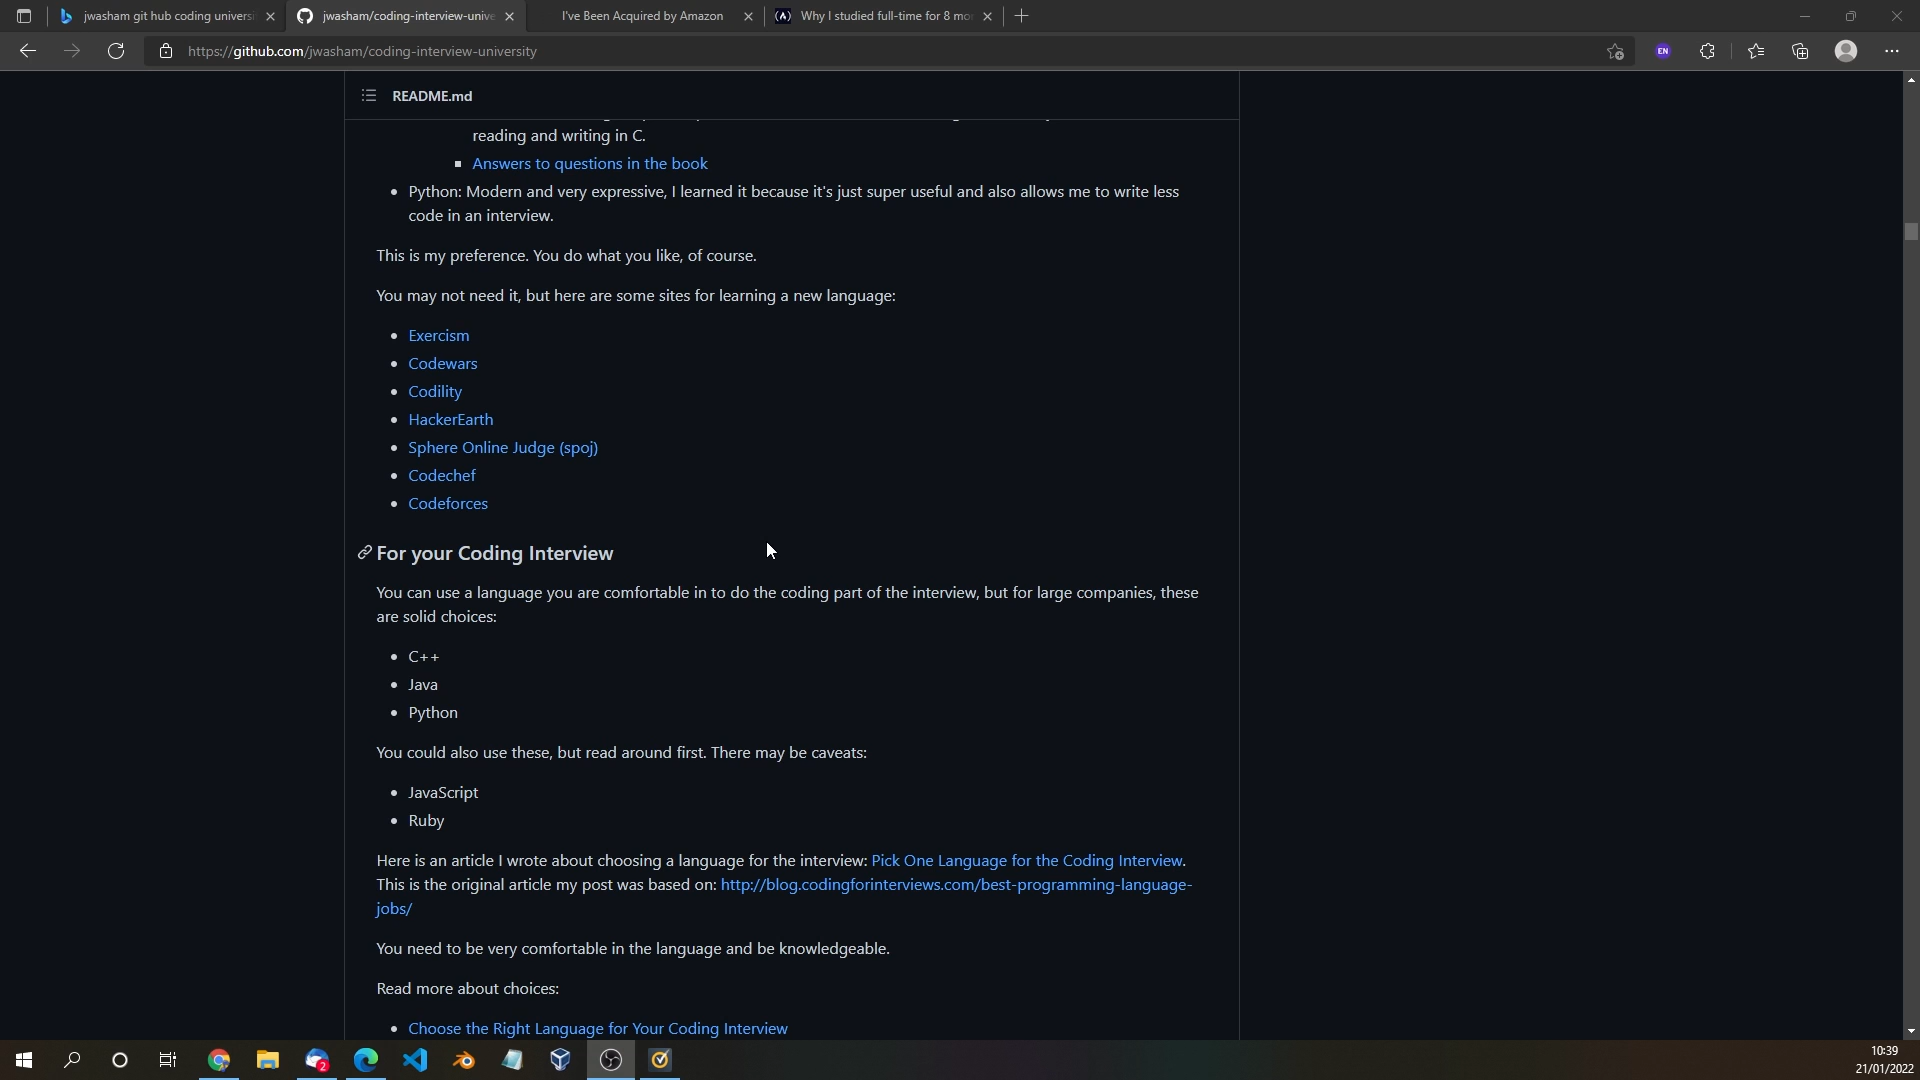 jwasham git hub coding universi
jwasham/coding-interview-unive
I've Been Acquired by Amazon
Why I studied full-time for 8 mo
https://github.com/jwasham/coding-interview-university
EN
README.md
reading and writing in C.
Answers to questions in the book
Python: Modern and very expressive, I learned it because it's just super useful and also allows me to write less
code in an interview.
This is my preference. You do what you like, of course.
You may not need it, but here are some sites for learning a new language:
Exercism
Codewars
Codility
HackerEarth
Sphere Online Judge (spoj)
Codechef
Codeforces
For your Coding Interview
You can use a language you are comfortable in to do the coding part of the interview, but for large companies, these
are solid choices:
C++
Java
Python
You could also use these, but read around first. There may be caveats:
JavaScript
Ruby
Here is an article I wrote about choosing a language for the interview: Pick One Language for the Coding Interview.
This is the original article my post was based on: http://blog.codingforinterviews.com/best-programming-language-
jobs/
You need to be very comfortable in the language and be knowledgeable.
Read more about choices:
Choose the Right Language for Your Coding Interview
2
10:39
21/01/2022